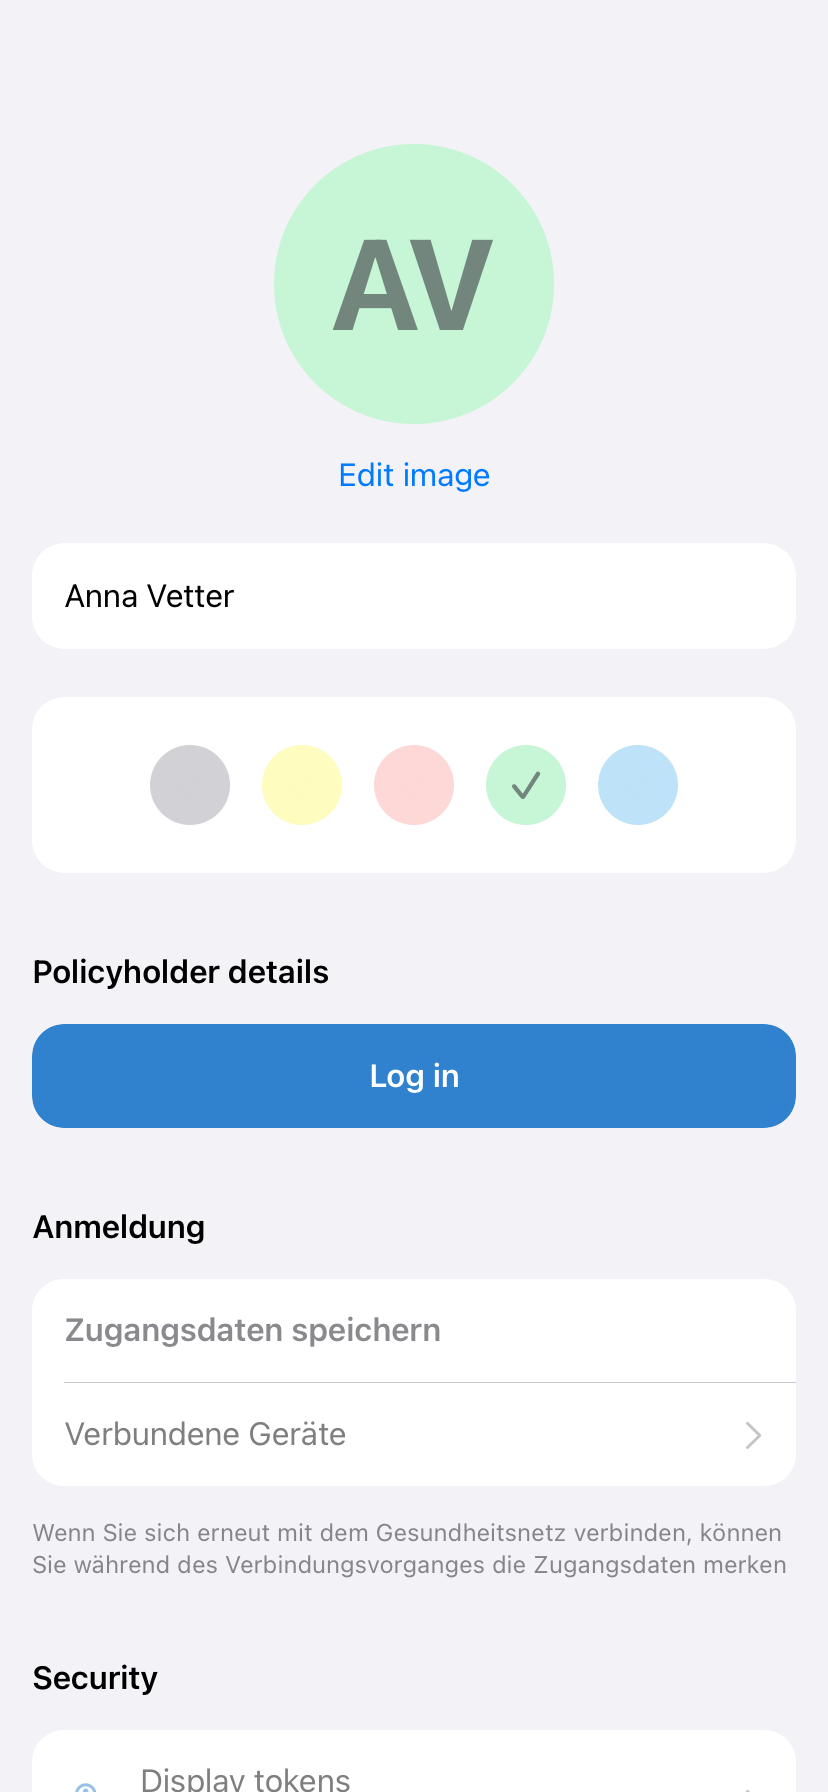 AV
Edit image
Anna Vetter
Policyholder details
Log in
Anmeldung
Zugangsdaten speichern
Verbundene Geräte
Wenn Sie sich erneut mit dem Gesundheitsnetz verbinden, können
Sie während des Verbindungsvorganges die Zugangsdaten merken
Security
Display tokens